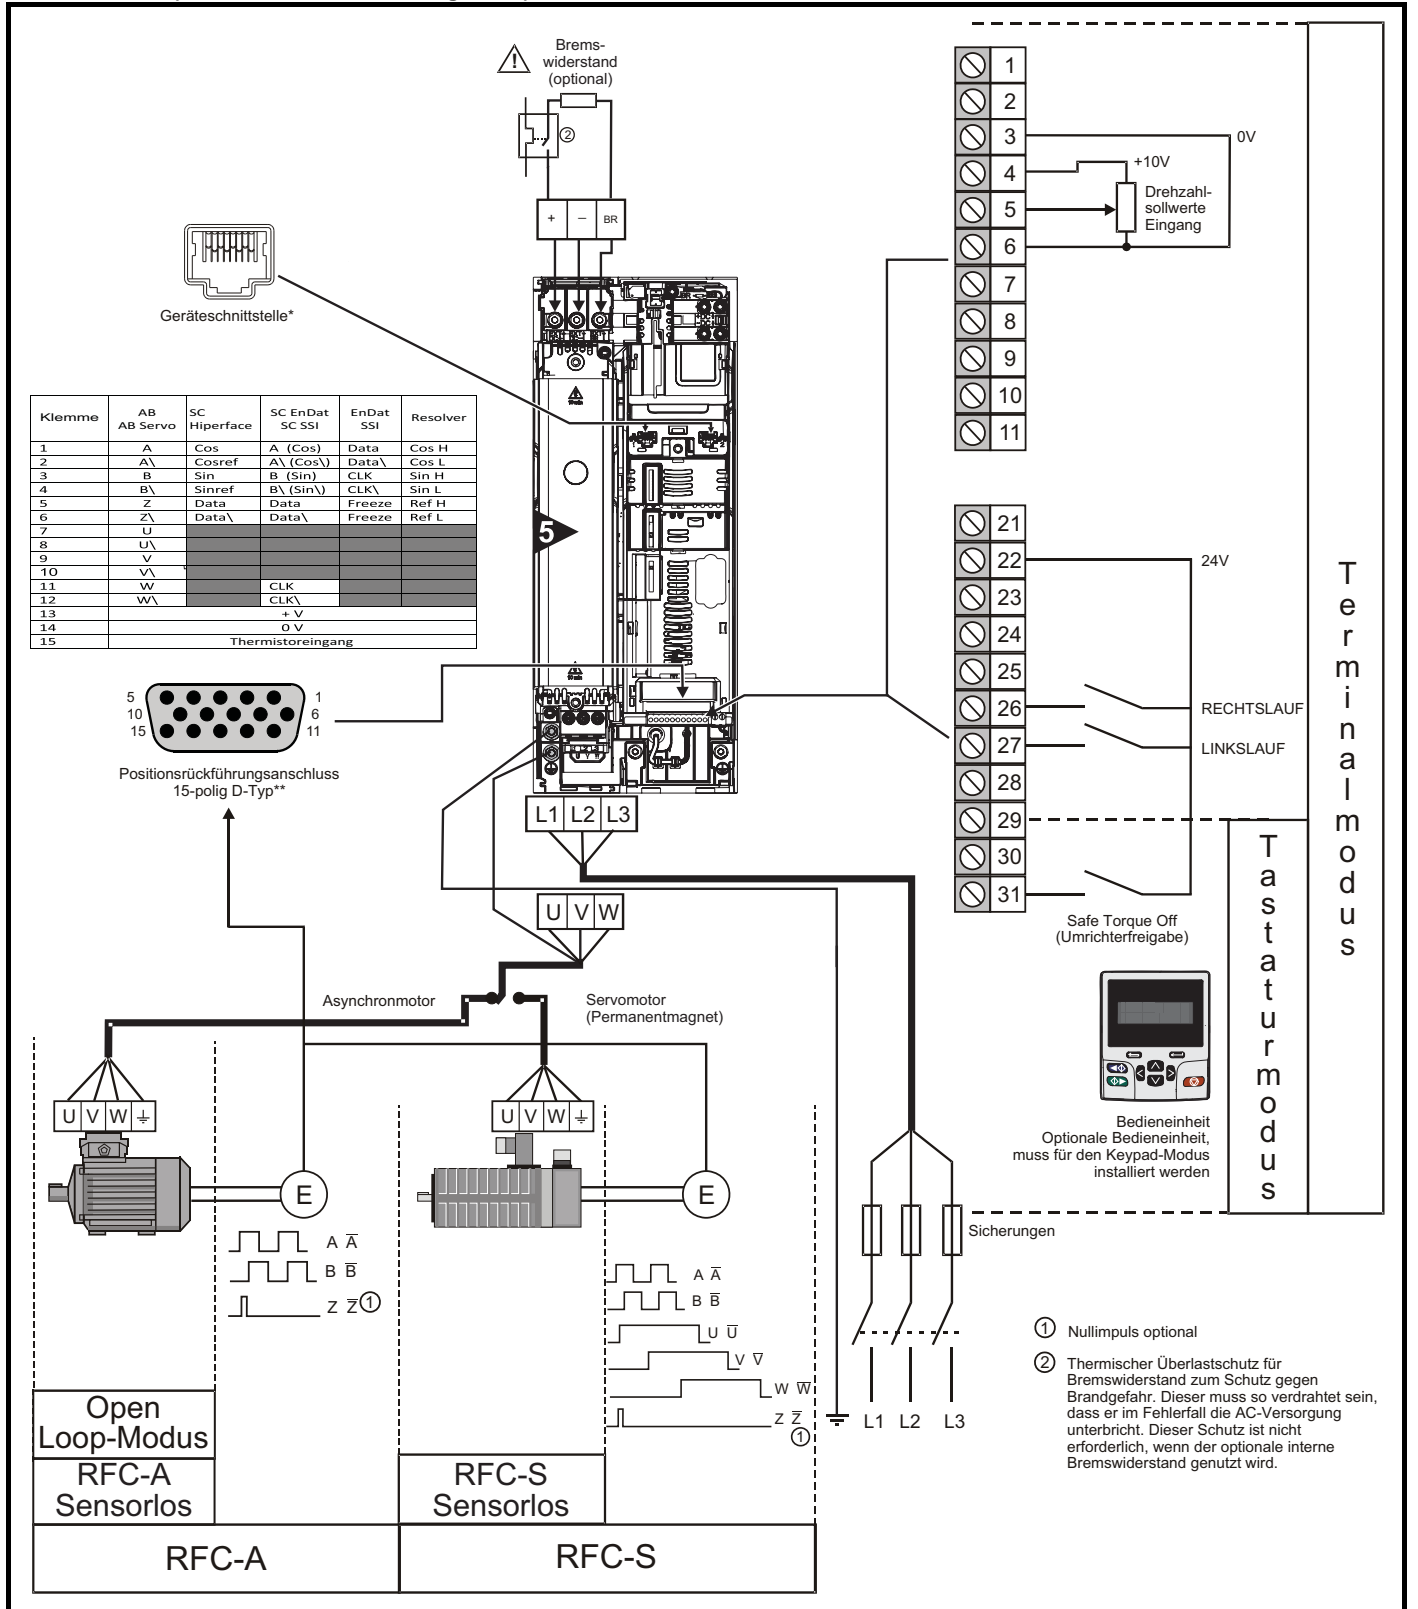 Brems-
widerstand
(optional)
2
+ – BR
Geräteschnittstelle*
Klemme AB AB Servo SC Hiperface SC EnDat SC SSI EnDat SSI Resolver
1 A Cos A (Cos) Data Cos H
2 A\ Cosref A\ (Cos\) Data\ Cos L
3 B Sin B (Sin) CLK Sin H
4 B\ Sinref B\ (Sin\) CLK\ Sin L
5 Z Data Data Freeze Ref H
6 Z\ Data\ Data\ Freeze Ref L
7 U
8 U\
9 V
10 V\
11 W CLK
12 W\ CLK\
13 + V
14 0 V
15 Thermistoreingang
5
5 1
10 6
15 11
Positionsrückführungsanschluss
15-polig D-Typ**
L1 L2 L3
U V W
Asynchronmotor
Servomotor
(Permanentmagnet)
U V W
U V W
E
E
A A̅
B B̅
Z Z̅ 1
A A̅
B B̅
U U̅
V V̅
W W̅
Z Z̅
1
Open
Loop-Modus
RFC-A
Sensorlos
RFC-S
Sensorlos
RFC-A
RFC-S
1
2
3
0V
4
+10V
5
Drehzahl-
sollwerte
Eingang
6
7
8
9
10
11
21
22
24V
23
24
25
26
RECHTSLAUF
27
LINKSLAUF
28
29
30
31
Safe Torque Off
(Umrichterfreigabe)
Terminalmodus
Tastaturmodus
Bedieneinheit
Optionale Bedieneinheit,
muss für den Keypad-Modus
installiert werden
Sicherungen
L1 L2 L3
1 Nullimpuls optional
2 Thermischer Überlastschutz für
Bremswiderstand zum Schutz gegen
Brandgefahr. Dieser muss so verdrahtet sein,
dass er im Fehlerfall die AC-Versorgung
unterbricht. Dieser Schutz ist nicht
erforderlich, wenn der optionale interne
Bremswiderstand genutzt wird.